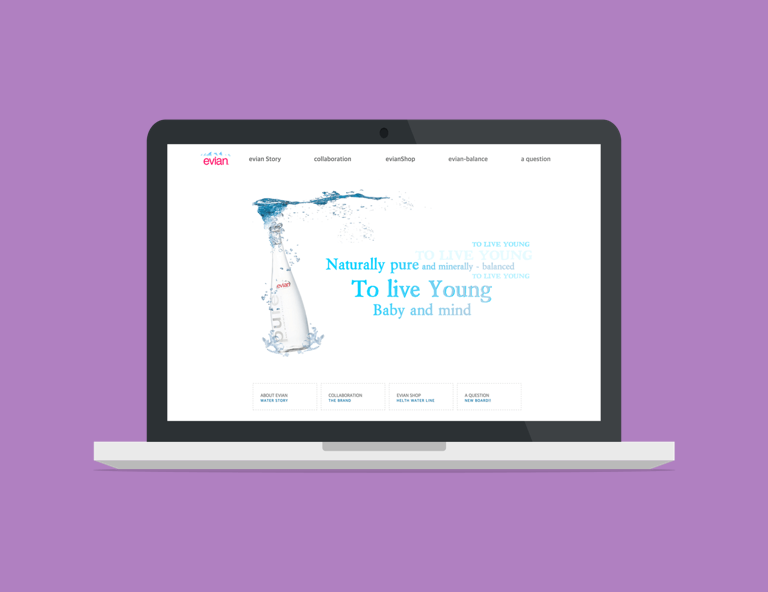 evian
evian Story
collaboration
evianShop
evian-balance
a question
TO LIVE YOUNG
TO LIVE YOUNG
Naturally pure and minerally - balanced
TO LIVE YOUNG
To live Young
Baby and mind
evian
pure
ABOUT EVIAN
WATER STORY
COLLABORATION
THE BRAND
EVIAN SHOP
HELTH WATER LINE
A QUESTION
NEW BOARDY